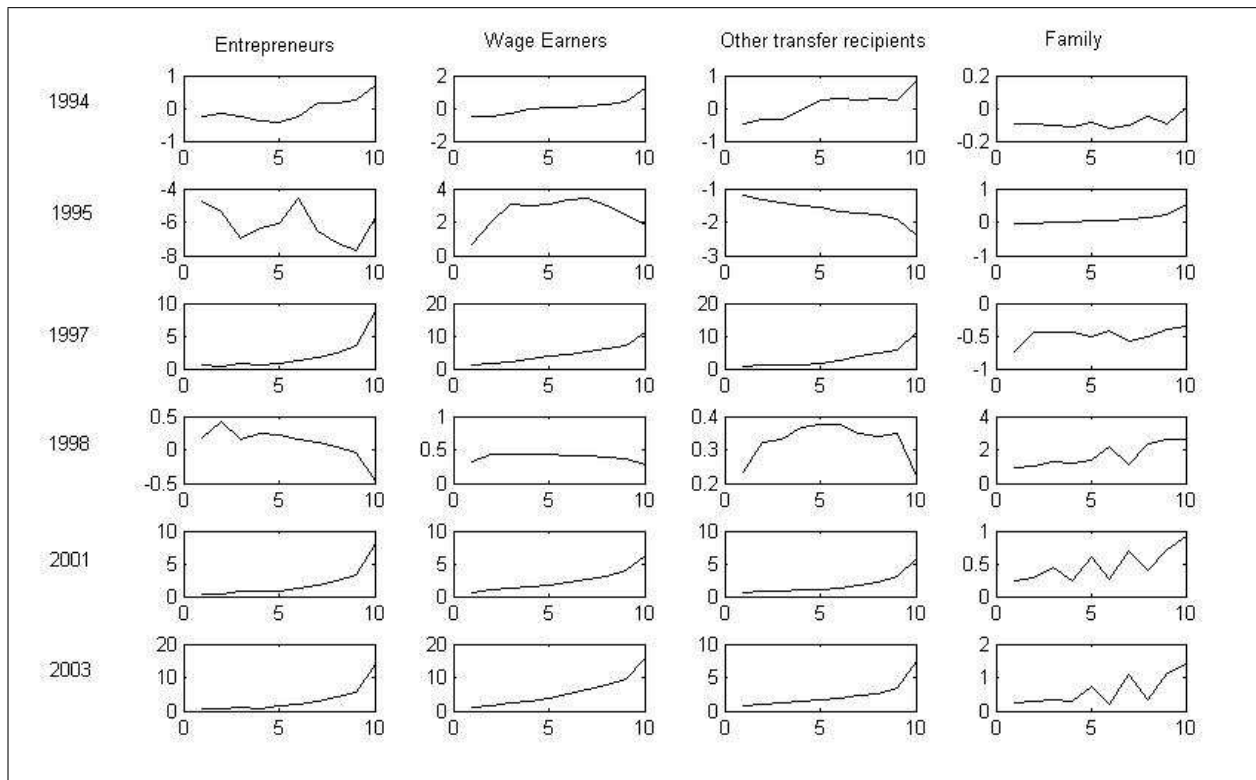 Entrepreneurs Wage Earners Other transfer recipients Family
1994
1 0 -1 0 5 10
2 0 -2 0 5 10
1 0 -1 0 5 10
0.2 0 -0.2 0 5 10
1995
-4 -6 -8 0 5 10
4 2 0 0 5 10
-1 -2 -3 0 5 10
1 0 -1 0 5 10
1997
10 5 0 0 5 10
20 10 0 0 5 10
20 10 0 0 5 10
0 -0.5 -1 0 5 10
1998
0.5 0 -0.5 0 5 10
1 0.5 0 0 5 10
0.4 0.3 0.2 0 5 10
4 2 0 0 5 10
2001
10 5 0 0 5 10
10 5 0 0 5 10
10 5 0 0 5 10
1 0.5 0 0 5 10
2003
20 10 0 0 5 10
20 10 0 0 5 10
10 5 0 0 5 10
2 1 0 0 5 10